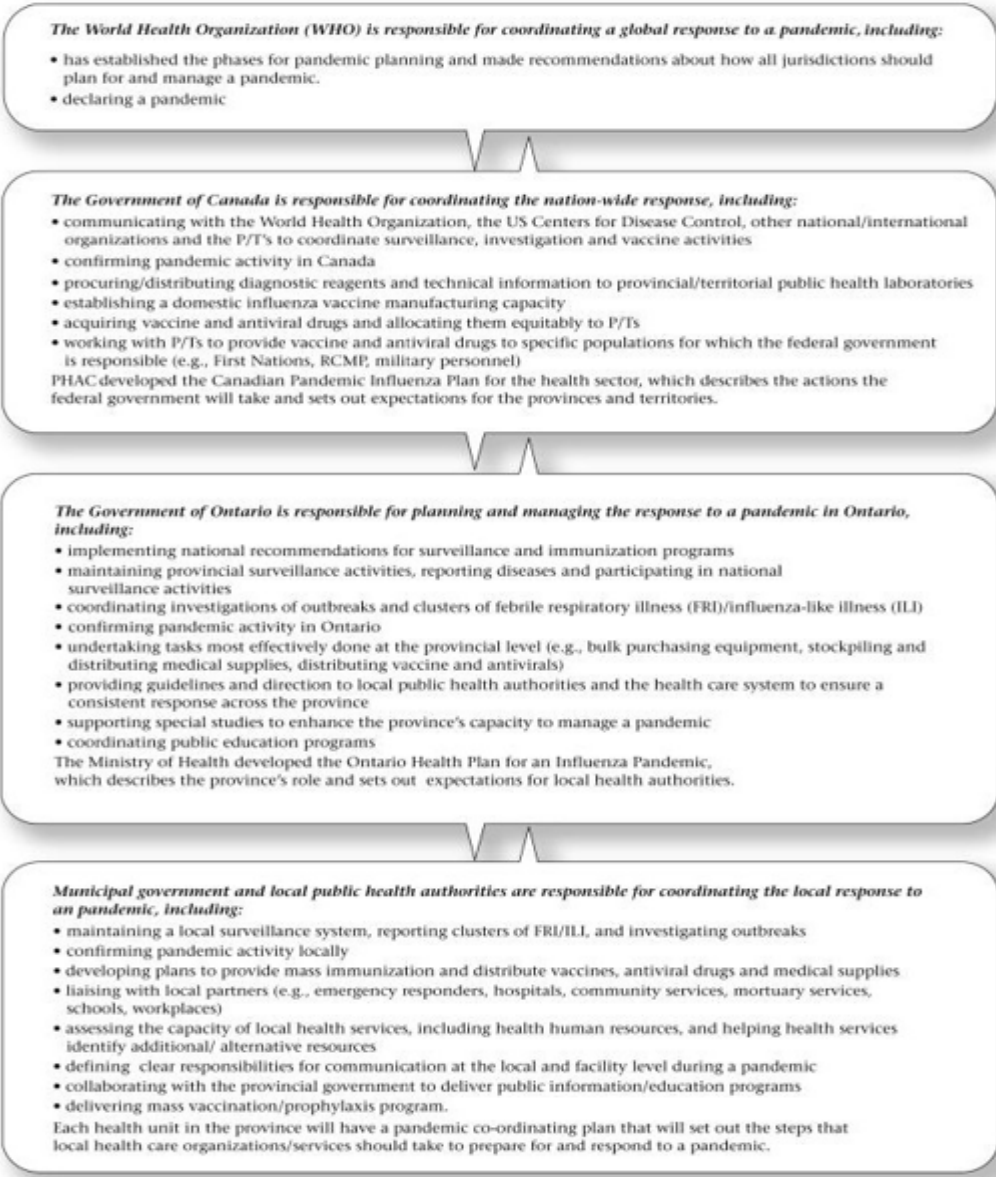 The World Health Organization (WHO) is responsible for coordinating a global response to a pandemic, including:
• has established the phases for pandemic planning and made recommendations about how all jurisdictions should
plan for and manage a pandemic.
• declaring a pandemic
The Government of Canada is responsible for coordinating the nation-wide response, including:
• communicating with the World Health Organization, the US Centers for Disease Control, other national/international
organizations and the P/T's to coordinate surveillance, investigation and vaccine activities
• confirming pandemic activity in Canada
• procuring/distributing diagnostic reagents and technical information to provincial/territorial public health laboratories
• establishing a domestic influenza vaccine manufacturing capacity
• acquiring vaccine and antiviral drugs and allocating them equitably to P/Ts
• working with P/Ts to provide vaccine and antiviral drugs to specific populations for which the federal government
is responsible (e.g., First Nations, RCMP, military personnel)
PHAC developed the Canadian Pandemic Influenza Plan for the health sector, which describes the actions the
federal government will take and sets out expectations for the provinces and territories.
The Government of Ontario is responsible for planning and managing the response to a pandemic in Ontario,
including:
• implementing national recommendations for surveillance and immunization programs
• maintaining provincial surveillance activities, reporting diseases and participating in national
surveillance activities
• coordinating investigations of outbreaks and clusters of febrile respiratory illness (FRI)/influenza-like illness (ILI)
• confirming pandemic activity in Ontario
• undertaking tasks most effectively done at the provincial level (e.g., bulk purchasing equipment, stockpiling and
distributing medical supplies, distributing vaccine and antivirals)
• providing guidelines and direction to local public health authorities and the health care system to ensure a
consistent response across the province
• supporting special studies to enhance the province's capacity to manage a pandemic
• coordinating public education programs
The Ministry of Health developed the Ontario Health Plan for an Influenza Pandemic,
which describes the province's role and sets out expectations for local health authorities.
Municipal government and local public health authorities are responsible for coordinating the local response to
an pandemic, including:
• maintaining a local surveillance system, reporting clusters of FRI/ILI, and investigating outbreaks
• confirming pandemic activity locally
• developing plans to provide mass immunization and distribute vaccines, antiviral drugs and medical supplies
• liaising with local partners (e.g., emergency responders, hospitals, community services, mortuary services,
schools, workplaces)
• assessing the capacity of local health services, including health human resources, and helping health services
identify additional/ alternative resources
• defining clear responsibilities for communication at the local and facility level during a pandemic
• collaborating with the provincial government to deliver public information/education programs
• delivering mass vaccination/prophylaxis program.
Each health unit in the province will have a pandemic co-ordinating plan that will set out the steps that
local health care organizations/services should take to prepare for and respond to a pandemic.